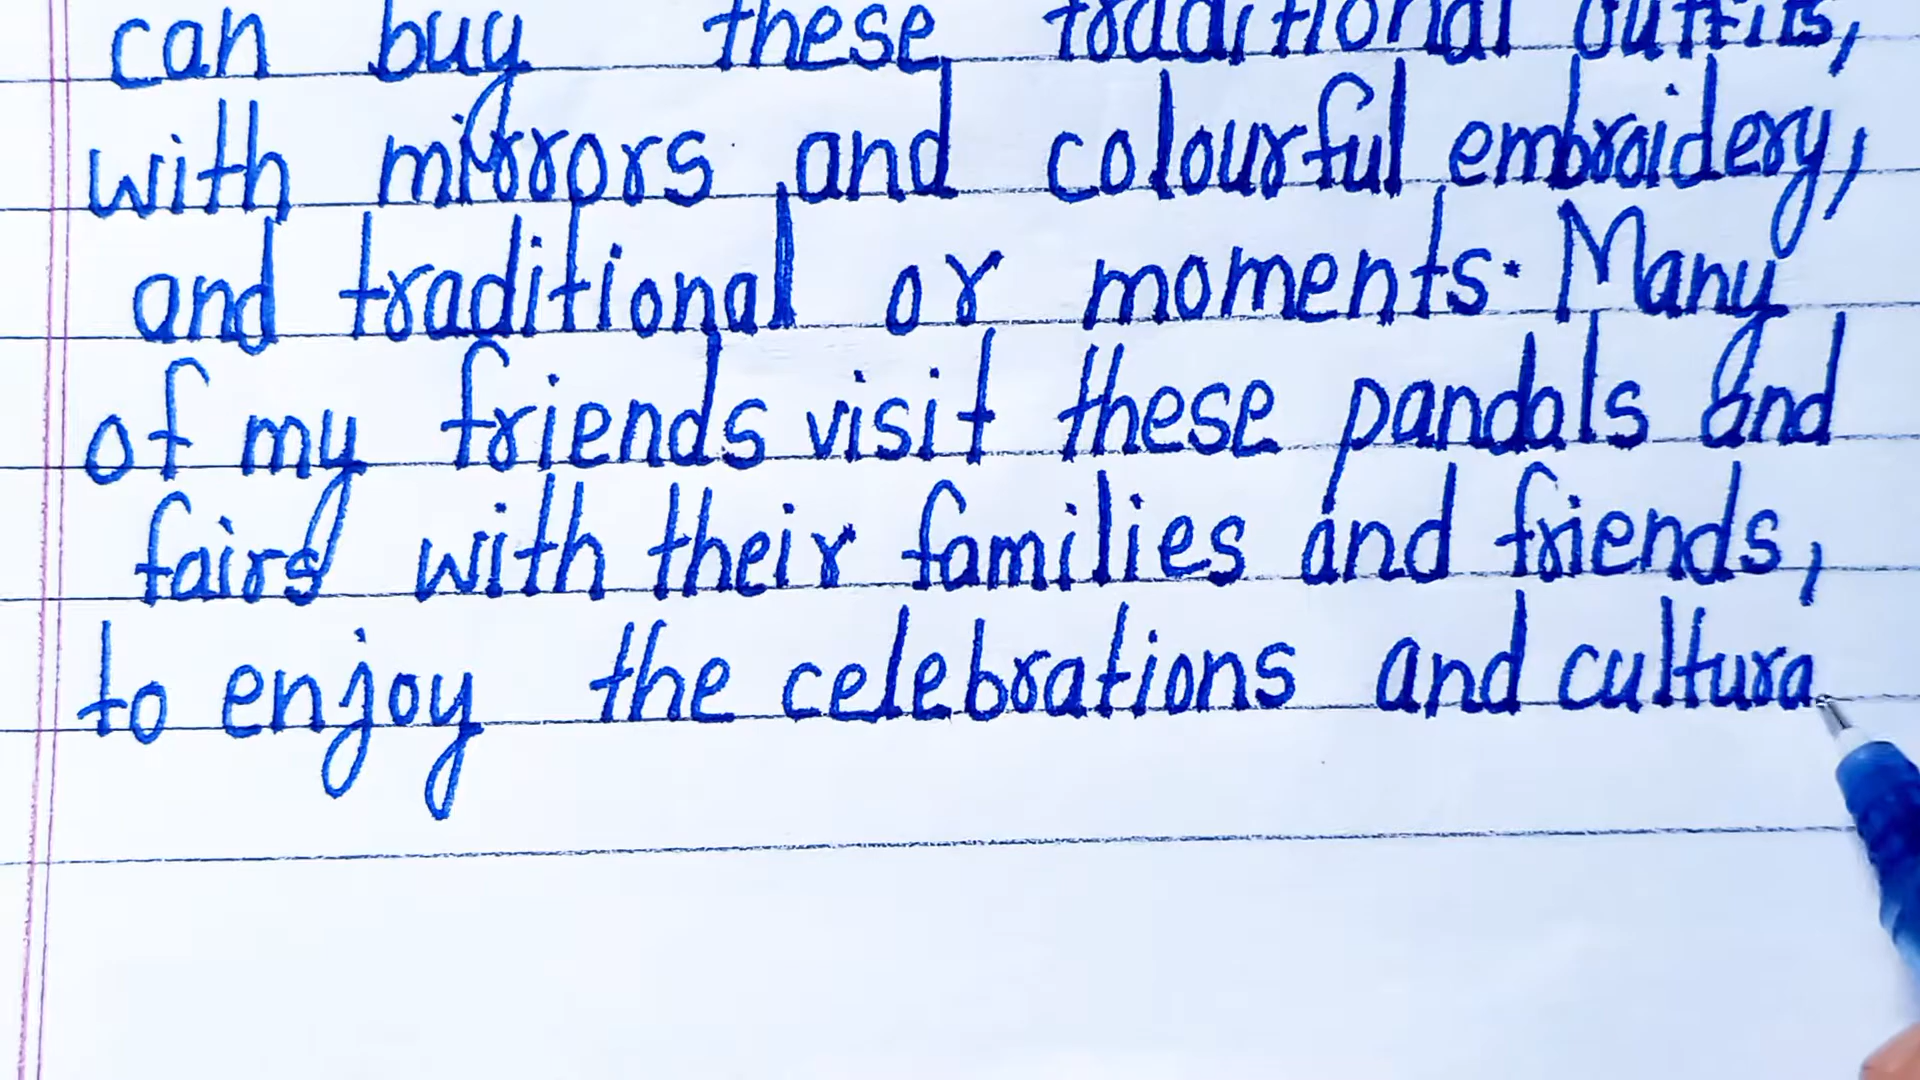 can buy these traditional outfits,
with mirrors and colourful embroidery,
and traditional or moments. Many
of my friends visit these pandals and
fairs with their families and friends,
to enjoy the celebrations and cultura